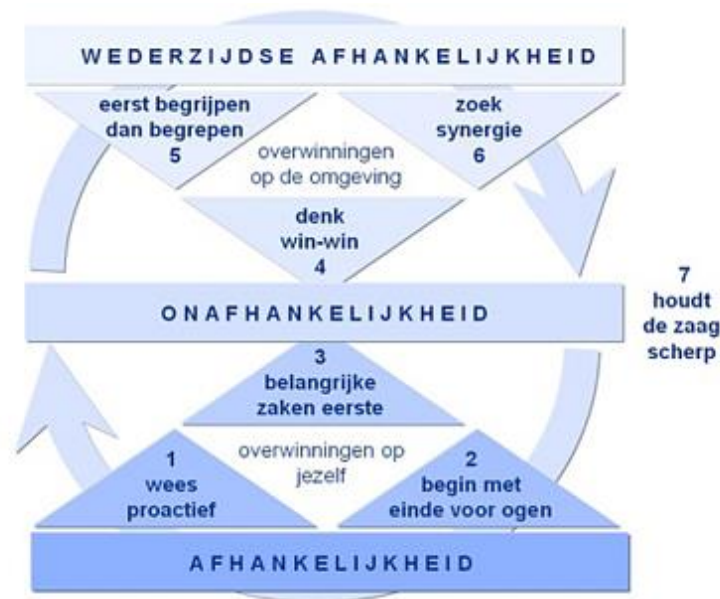 WEDERZIJDSE AFHANKELIJKHEID
eerst begrijpen
dan begrepen
5
zoek
synergie
6
overwinningen
op de omgeving
denk
win-win
4
ONAFHANKELIJKHEID
7
houdt
de zaag
scherp
3
belangrijke
zaken eerste
1
wees
proactief
overwinningen op
jezelf
2
begin met
einde voor ogen
AFHANKELIJKHEID